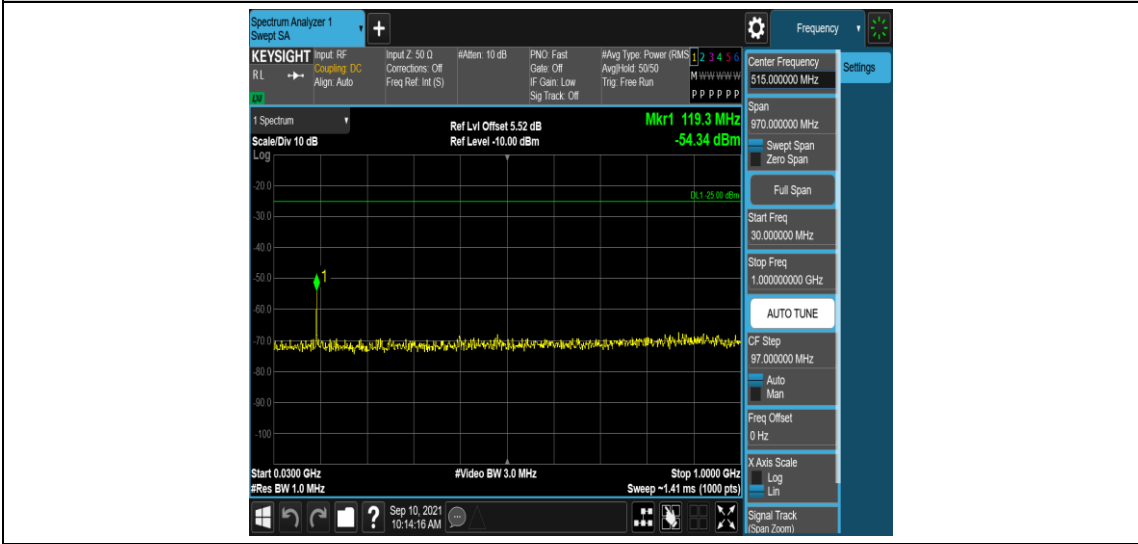 Spectrum Analyzer 1
Swept SA
Frequency
KEYSIGHT
RL
LXI
Input: RF
Coupling: DC
Align: Auto
Input Z: 50 Ω
Corrections: Off
Freq Ref: Int (S)
#Atten: 10 dB
PNO: Fast
Gate: Off
IF Gain: Low
Sig Track: Off
#Avg Type: Power (RMS
Avg|Hold: 50/50
Trig: Free Run
1 2 3 4 5 6
M W W W W W
P P P P P P
1 Spectrum
Scale/Div 10 dB
Log
Ref Lvl Offset 5.52 dB
Ref Level -10.00 dBm
Mkr1 119.3 MHz
-54.34 dBm
-20.0
DL1 -25.00 dBm
-30.0
-40.0
-50.0
1
-60.0
-70.0
-80.0
-90.0
-100
Start 0.0300 GHz
#Res BW 1.0 MHz
#Video BW 3.0 MHz
Stop 1.0000 GHz
Sweep ~1.41 ms (1000 pts)
Sep 10, 2021
10:14:16 AM
Settings
Center Frequency
515.000000 MHz
Span
970.000000 MHz
Swept Span
Zero Span
Full Span
Start Freq
30.000000 MHz
Stop Freq
1.000000000 GHz
AUTO TUNE
CF Step
97.000000 MHz
Auto
Man
Freq Offset
0 Hz
X Axis Scale
Log
Lin
Signal Track
(Span Zoom)